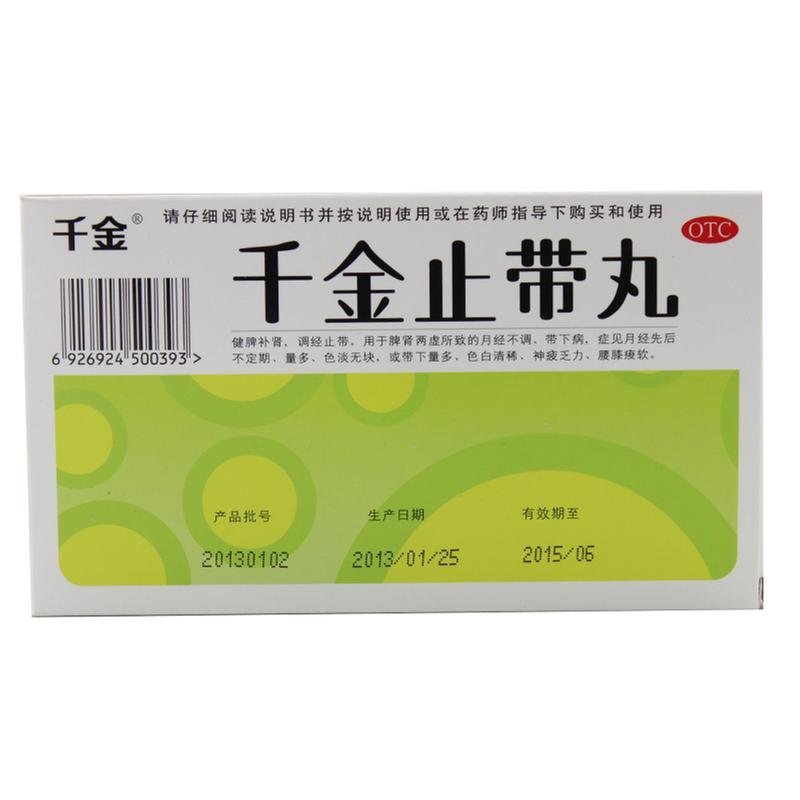 千金®
请仔细阅读说明书并按说明使用或在药师指导下购买和使用
OTC
千金止带丸
健脾补肾，调经止带。用于脾肾两虚所致的月经不调、带下病，症见月经先后
不定期、量多、色淡无块，或带下量多、色白清稀、神疲乏力、腰膝痠软。
6 926924 500393>
产品批号
生产日期
有效期至
20130102
2013/01/25
2015/06